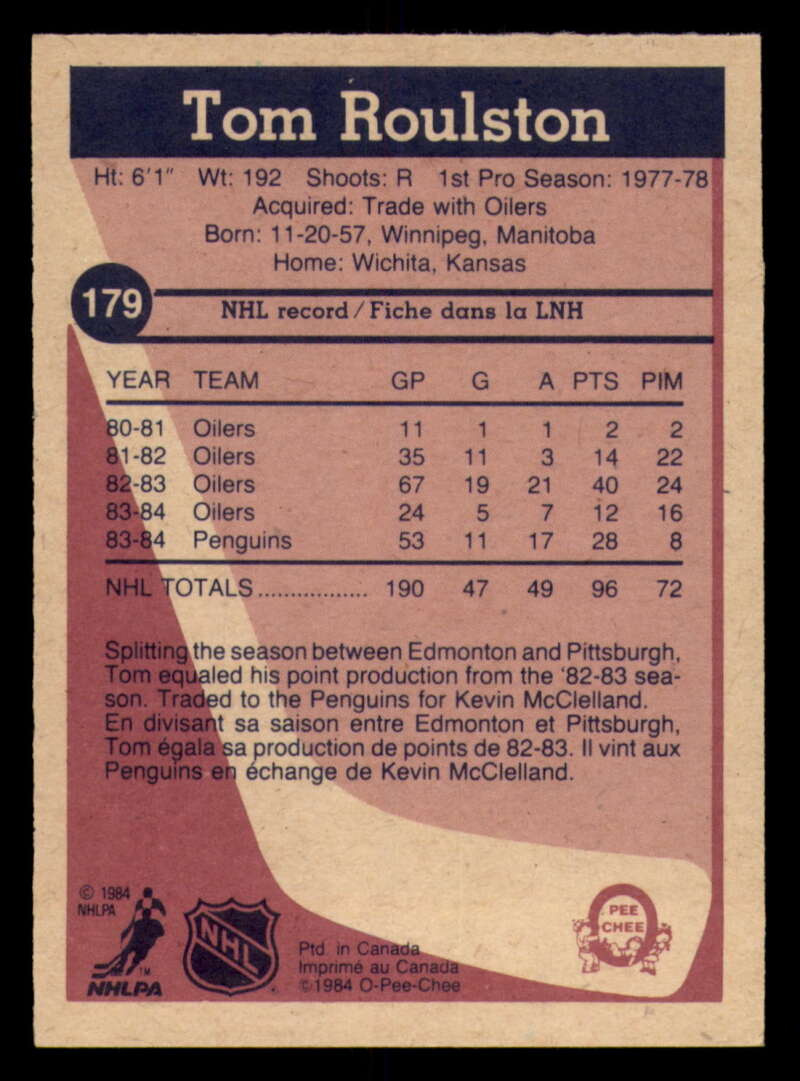 Tom Roulston
Ht: 6'1" Wt: 192 Shoots: R 1st Pro Season: 1977-78
Acquired: Trade with Oilers
Born: 11-20-57, Winnipeg, Manitoba
Home: Wichita, Kansas
179
NHL record/Fiche dans la LNH
YEAR TEAM GP G A PTS PIM
80-81 Oilers 11 1 1 2 2
81-82 Oilers 35 11 3 14 22
82-83 Oilers 67 19 21 40 24
83-84 Oilers 24 5 7 12 16
83-84 Penguins 53 11 17 28 8
NHL TOTALS................. 190 47 49 96 72
Splitting the season between Edmonton and Pittsburgh,
Tom equaled his point production from the '82-83 sea-
son. Traded to the Penguins for Kevin McClelland.
En divisant sa saison entre Edmonton et Pittsburgh,
Tom égala sa production de points de 82-83. Il vint aux
Penguins en échange de Kevin McClelland.
© 1984
NHLPA
TM
NHLPA
NHL
Ptd. in Canada
Imprimé au Canada
©1984 O-Pee-Chee
O
PEE
CHEE